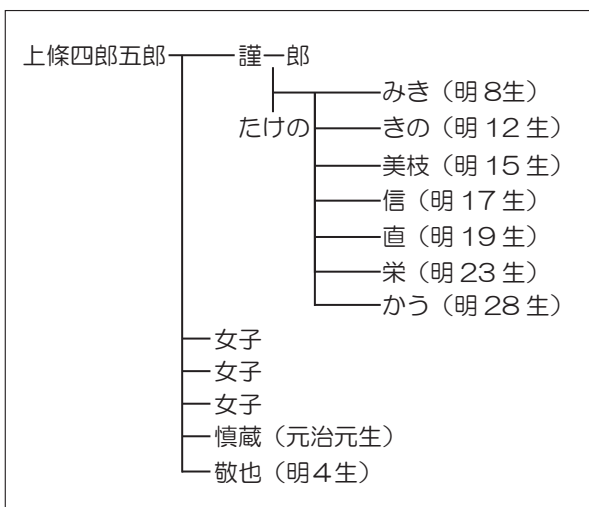 上條四郎五郎 謹一郎
みき（明8生）
たけの きの（明12生）
美枝（明15生）
信（明17生）
直（明19生）
栄（明23生）
かう（明28生）
女子
女子
女子
慎蔵（元治元生）
敬也（明4生）